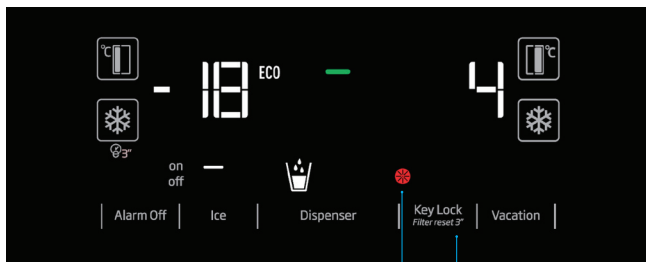 °C
°C
- 18 ECO
4
3"
on
off
Alarm Off
Ice
Dispenser
Key Lock
Filter reset 3"
Vacation